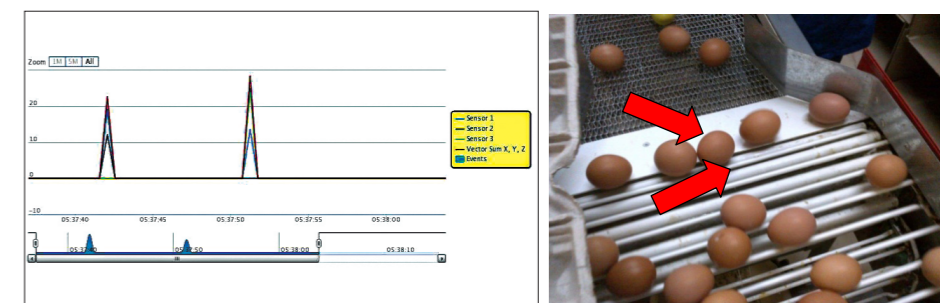 Zoom 1M 5M All
20
10
0
-10
05:37:40 05:37:45 05:37:50 05:37:55 05:38:00
Sensor 1
Sensor 2
Sensor 3
Vector Sum X, Y, Z
Events
05:38:00 05:38:10